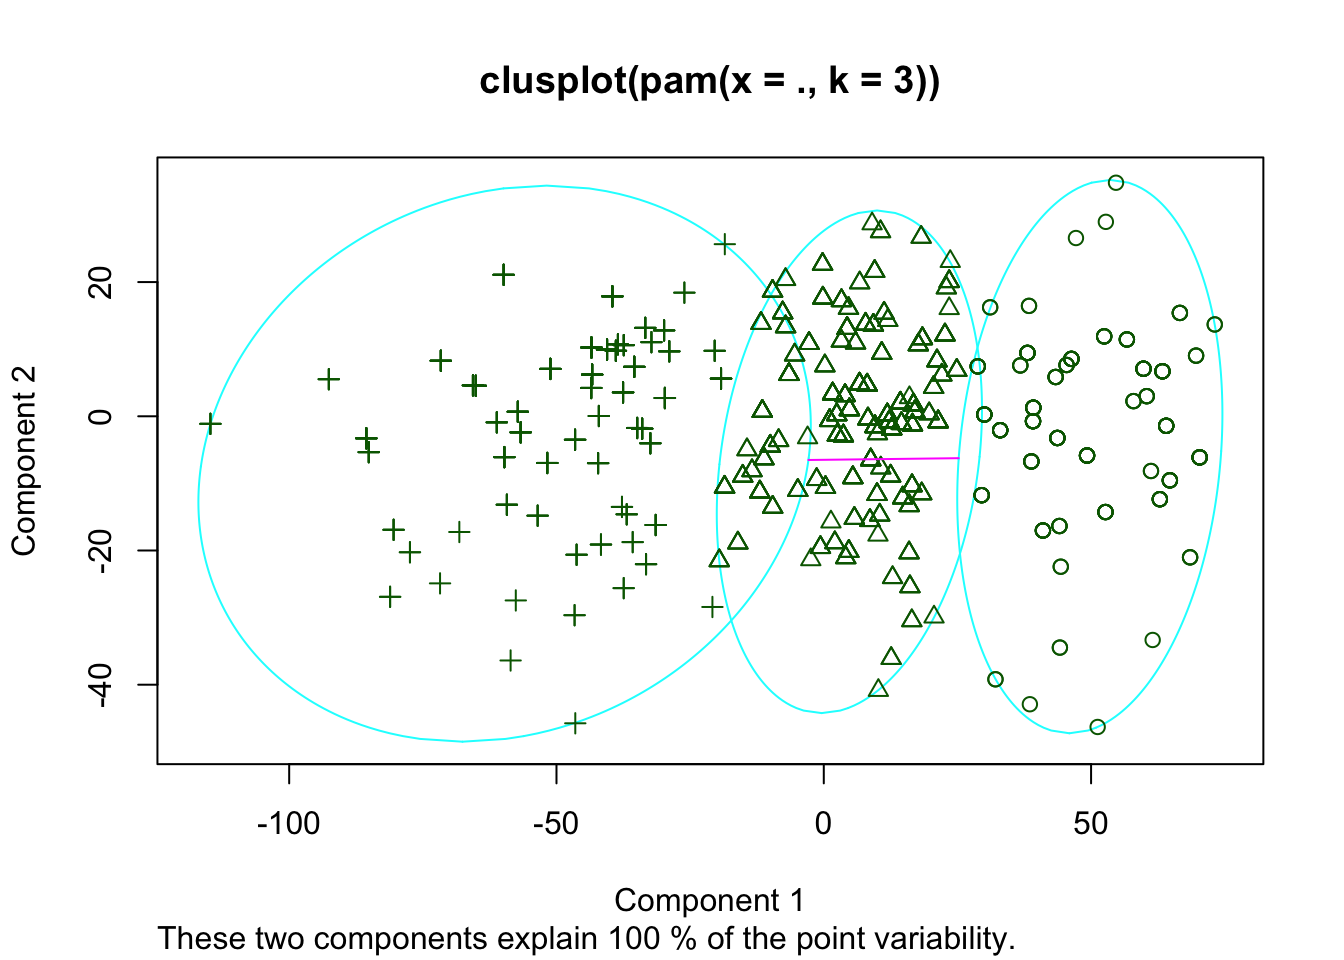 clusplot(pam(x = ., k = 3))
Component 2
20
0
-20
-40
-100
-50
0
50
Component 1
These two components explain 100 % of the point variability.